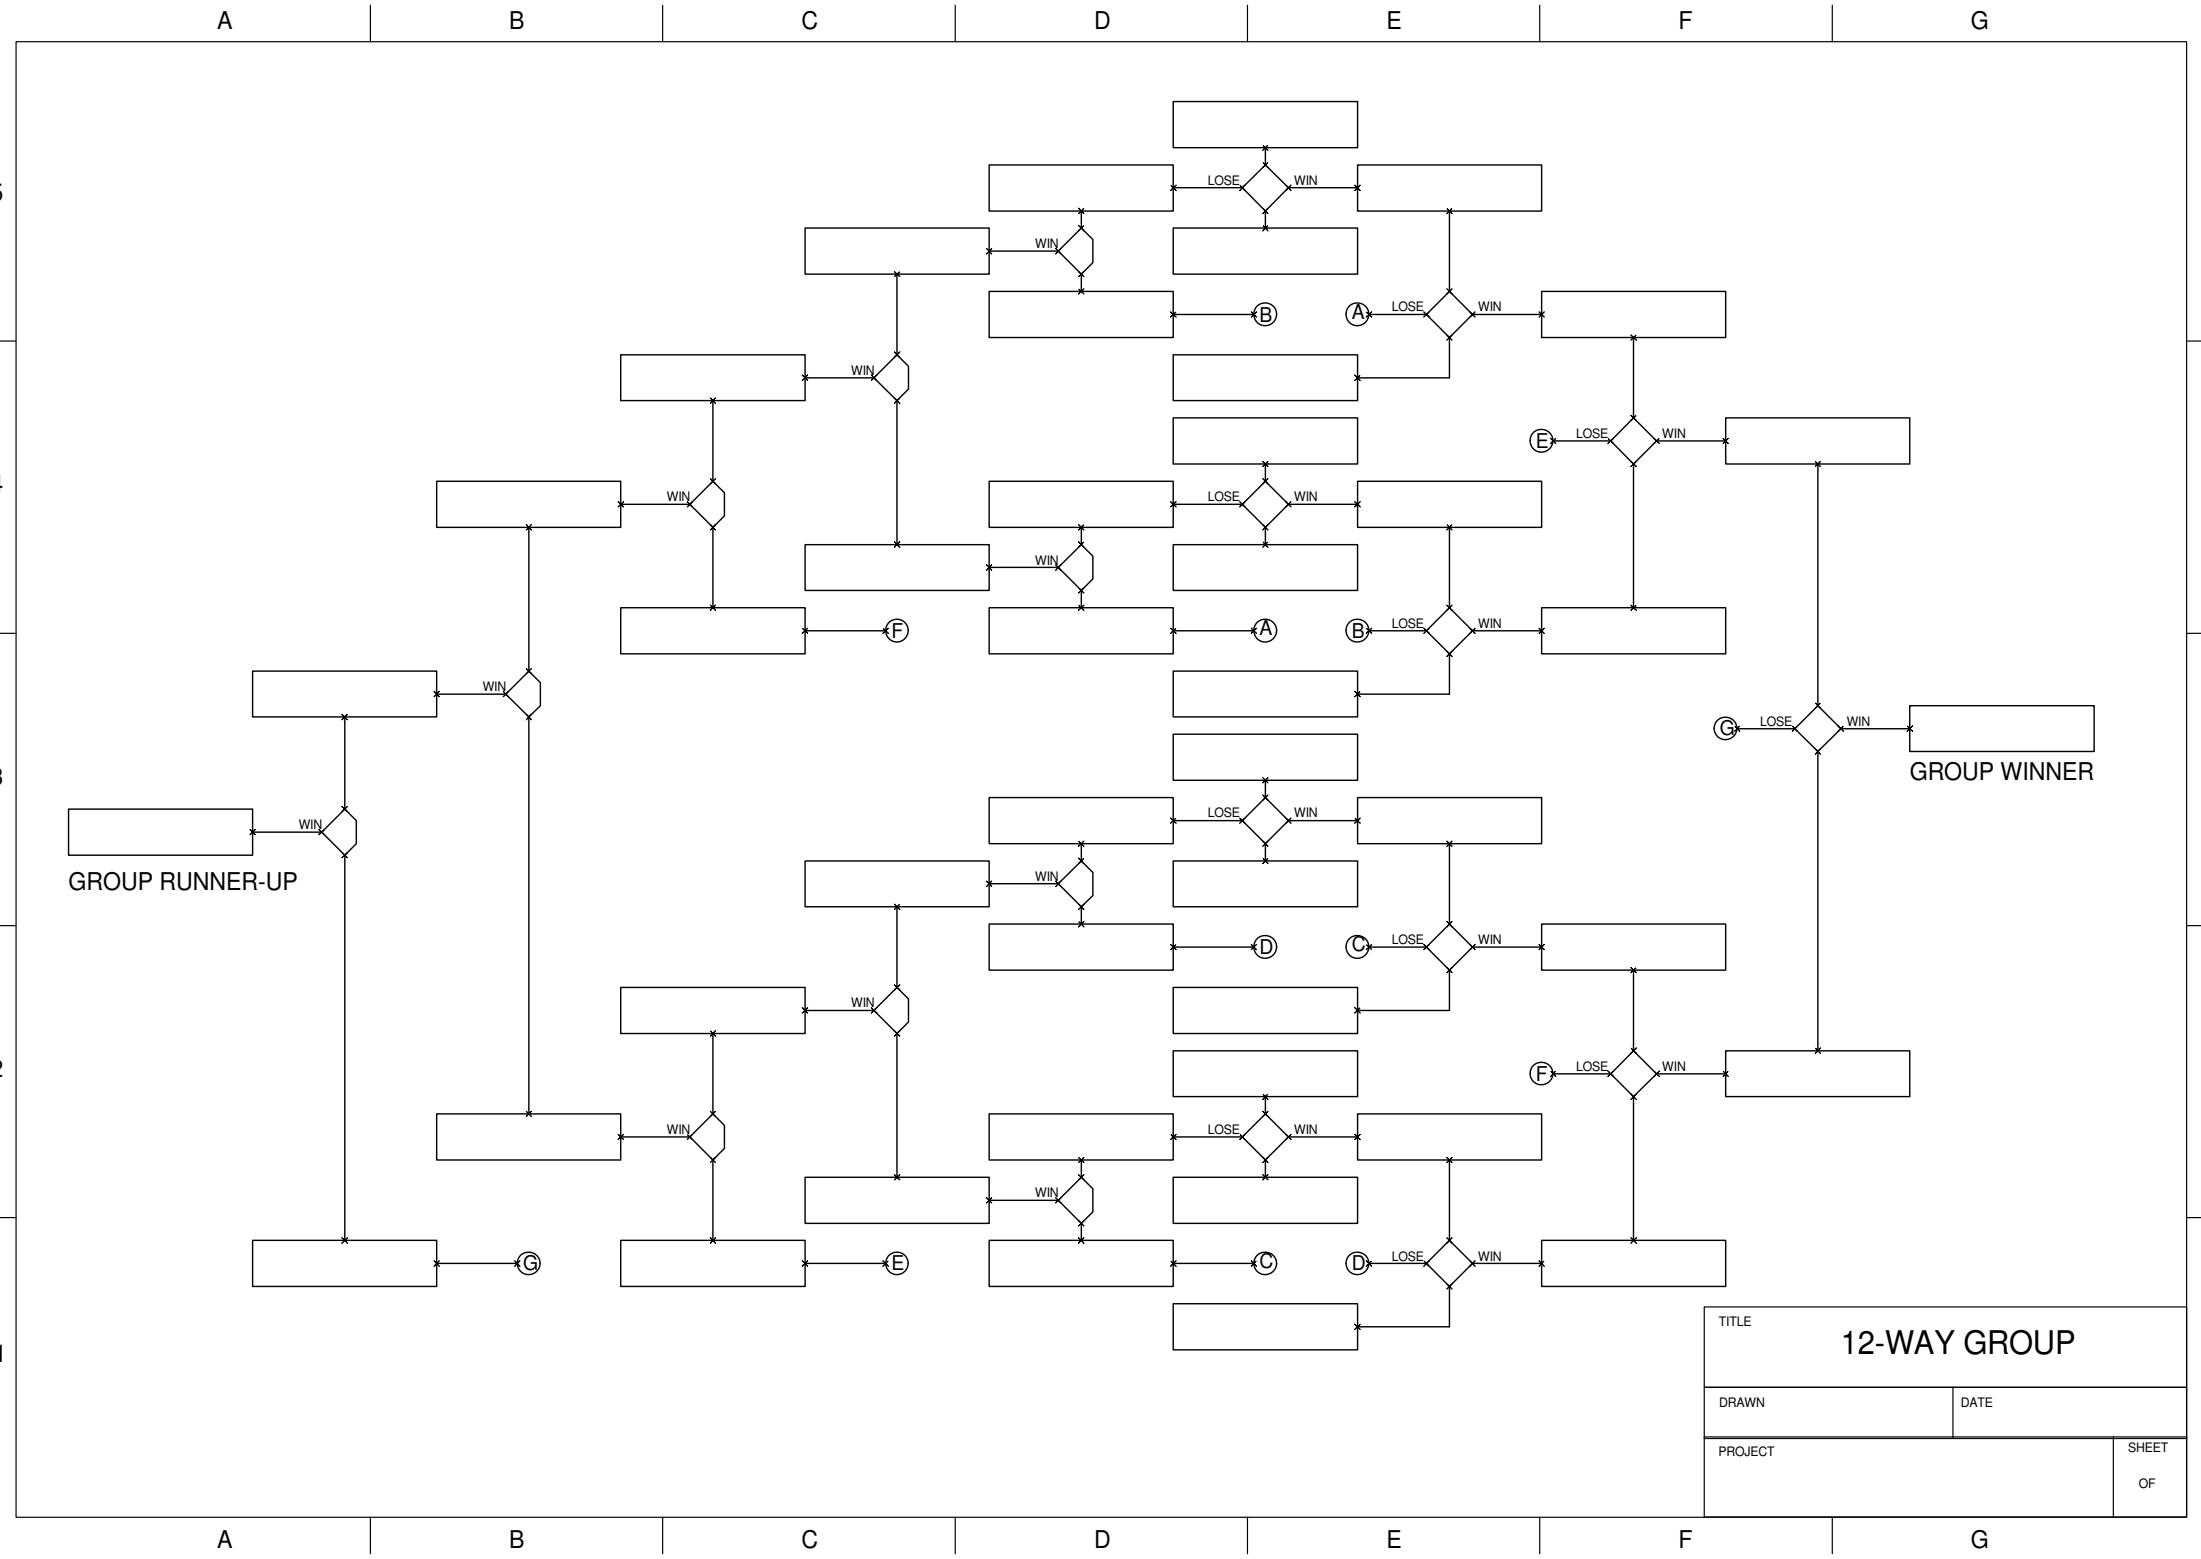 A B C D E F G
LOSE WIN
WIN
B A LOSE WIN
WIN
E LOSE WIN
WIN LOSE WIN
WIN
F A B LOSE WIN
WIN
G LOSE WIN
GROUP WINNER
LOSE WIN
WIN
GROUP RUNNER-UP
WIN
D C LOSE WIN
WIN
F LOSE WIN
WIN LOSE WIN
WIN
G E C D LOSE WIN
TITLE
12-WAY GROUP
DRAWN DATE
PROJECT SHEET
OF
A B C D E F G